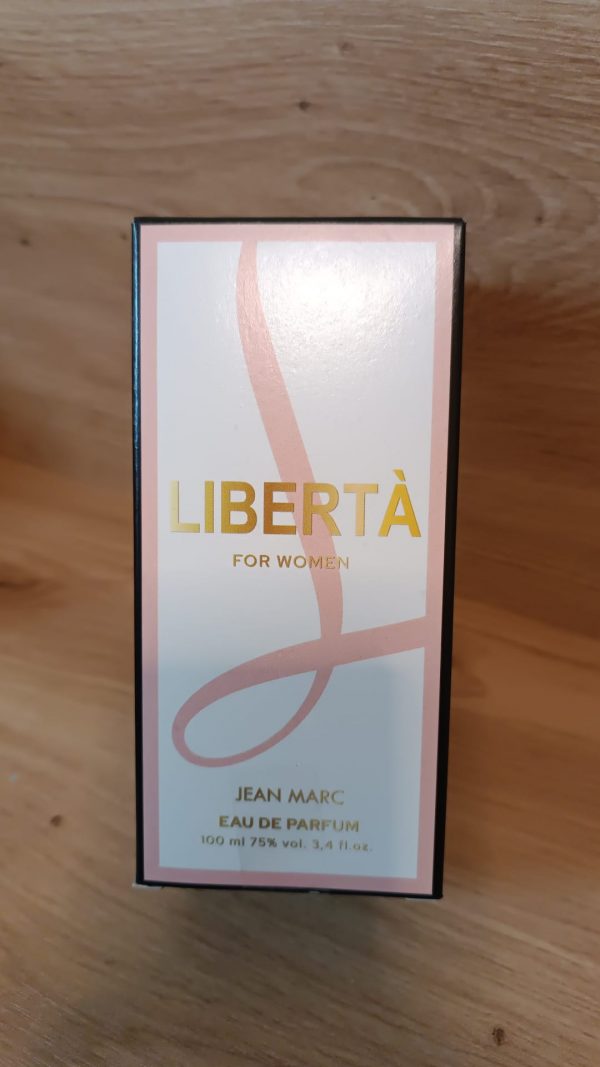 LIBERTÀ
FOR WOMEN
JEAN MARC
EAU DE PARFUM
100 ml 75% vol. 3,4 fl.oz.